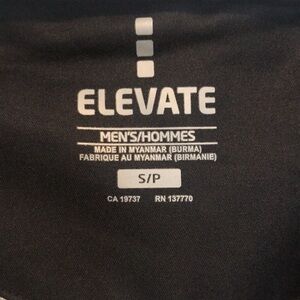 ELEVATE
MEN'S/HOMMES
MADE IN MYANMAR (BURMA)
FABRIQUE AU MYANMAR (BIRMANIE)
S/P
CA 19737 RN 137770